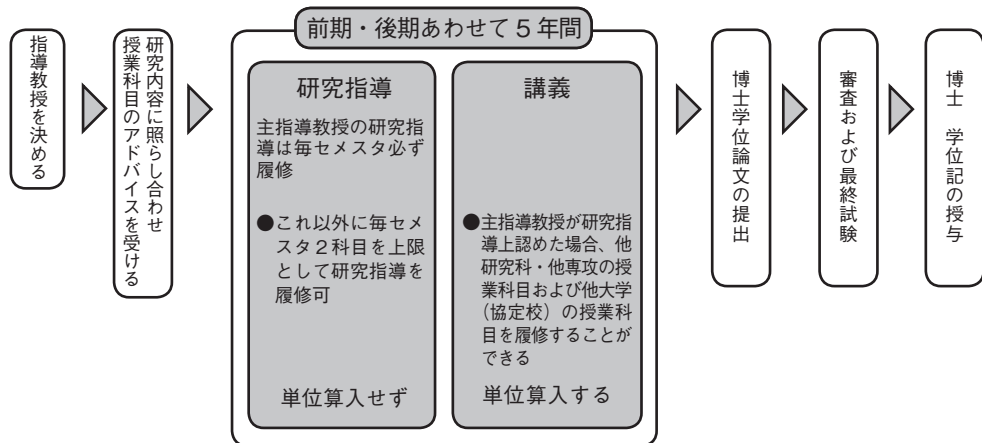 指導教授を決める
研究内容に照らし合わせ
授業科目のアドバイスを受ける
前期・後期あわせて5年間
研究指導
主指導教授の研究指
導は毎セメスタ必ず
履修
●これ以外に毎セメ
スタ2科目を上限
として研究指導を
履修可
単位算入せず
講義
●主指導教授が研究指
導上認めた場合、他
研究科・他専攻の授
業科目および他大学
(協定校)の授業科
目を履修することが
できる
単位算入する
博士学位論文の提出
審査および最終試験
博士 学位記の授与